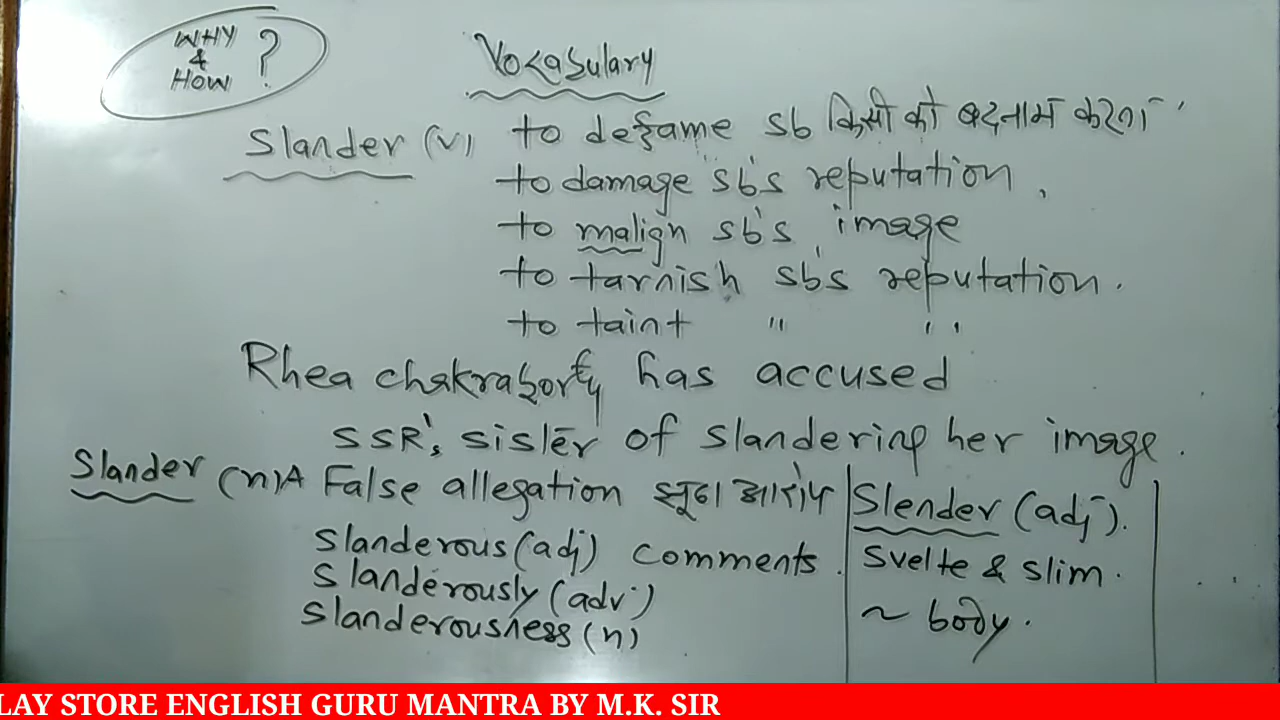 WHY
&
HOW ?
Vocabulary
Slander (v) to defame sb किसी को बदनाम करना
to damage sb's reputation.
to malign sb's image
to tarnish sb's reputation.
to taint " "
Rhea chakraborty has accused
SSR's sister of slandering her image.
Slander (n) A False allegation झूठा आरोप
Slanderous (adj) comments.
Slanderously (adv)
Slanderousness (n)
Slender (adj).
Svelte & slim.
~ body.
LAY STORE ENGLISH GURU MANTRA BY M.K. SIR